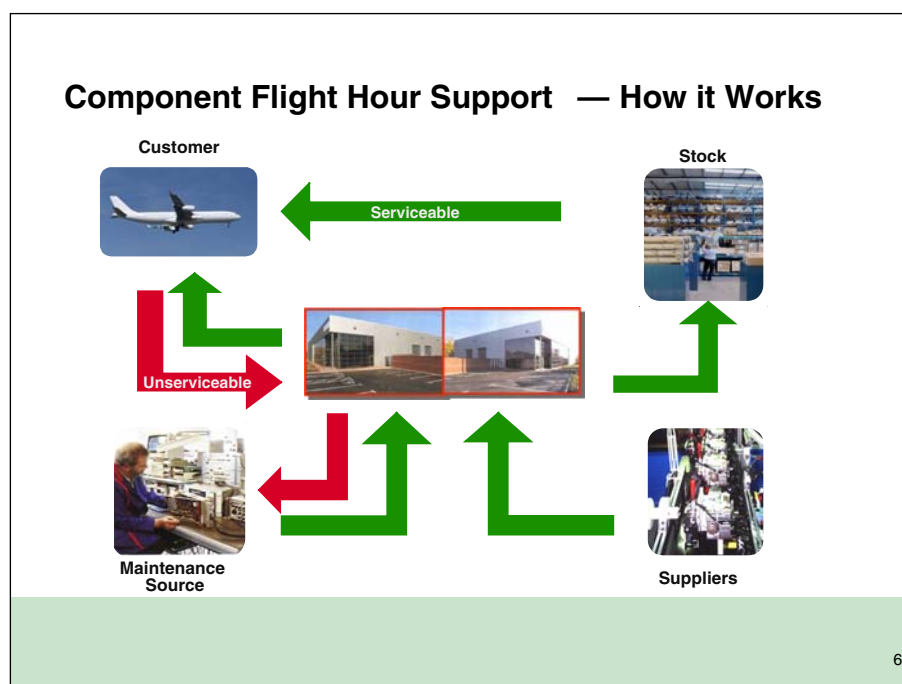 Component Flight Hour Support — How it Works
Customer
Stock
Serviceable
Unserviceable
Maintenance
Source
Suppliers
6